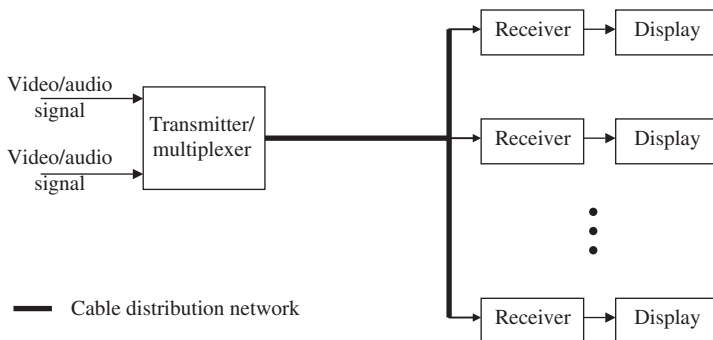 Receiver
Display
Video/audio
signal
Transmitter/
multiplexer
Receiver
Display
Video/audio
signal
Cable distribution network
Receiver
Display